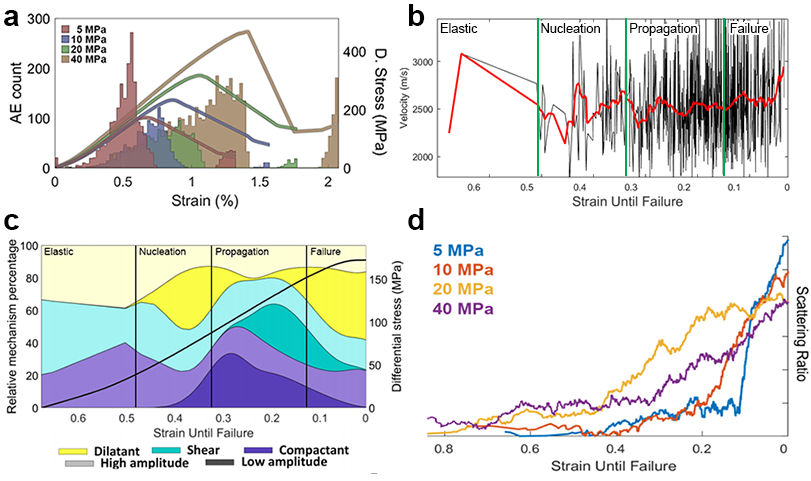 a
300
200
100
0
AE count
5 MPa
10 MPa
20 MPa
40 MPa
400
200
0
D. Stress (MPa)
0 0.5 1 1.5 2
Strain (%)
b
Elastic Nucleation Propagation Failure
3000
2500
2000
Velocity (m/s)
0.6 0.5 0.4 0.3 0.2 0.1 0
Strain Until Failure
c
Elastic Nucleation Propagation Failure
100
80
60
40
20
0
Relative mechanism percentage
150
100
50
0
Differential stress (MPa)
0.6 0.5 0.4 0.3 0.2 0.1 0
Strain Until Failure
Dilatant Shear Compactant
High amplitude Low amplitude
d
5 MPa
10 MPa
20 MPa
40 MPa
Scattering Ratio
0.8 0.6 0.4 0.2 0
Strain Until Failure